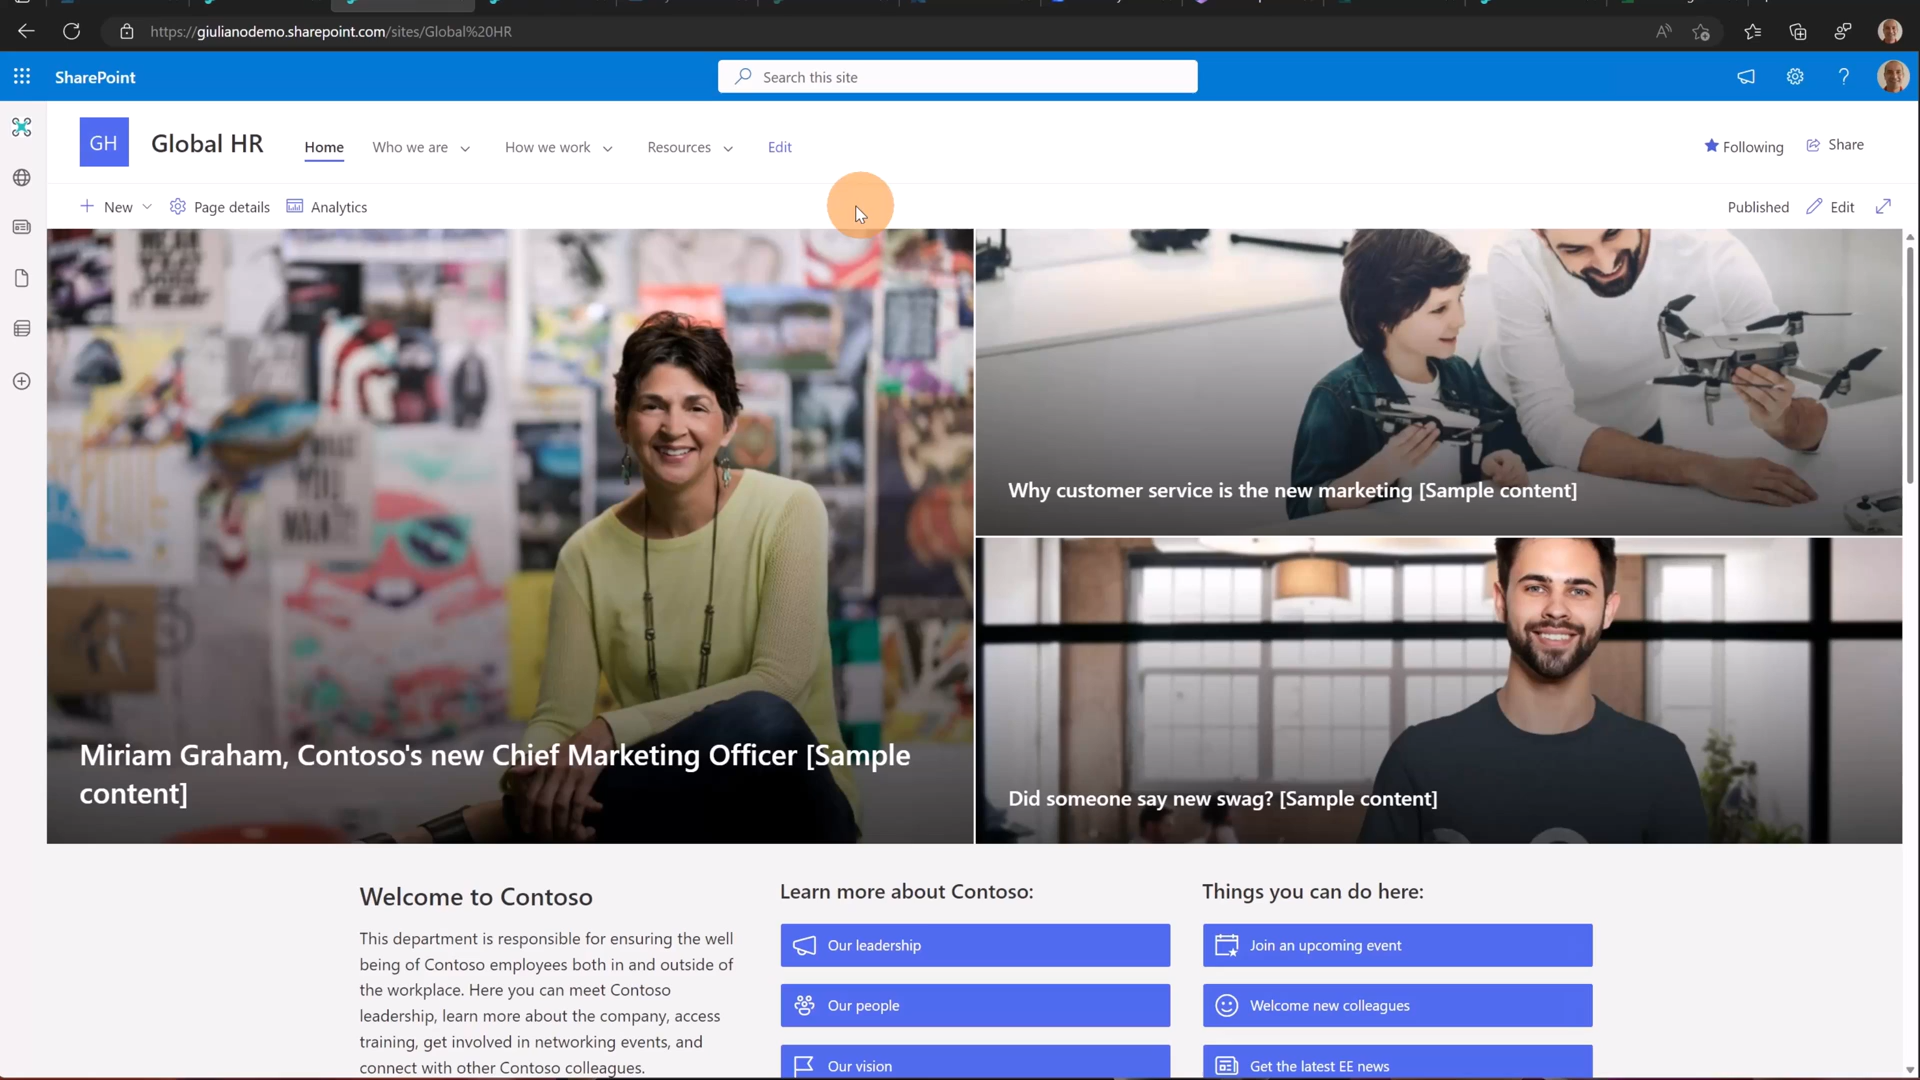 https://giulianodemo.sharepoint.com/sites/Global%20HR
SharePoint
Search this site
GH
Global HR
Home
Who we are
How we work
Resources
Edit
Following
Share
New
Page details
Analytics
Published
Edit
Miriam Graham, Contoso's new Chief Marketing Officer [Sample
content]
Why customer service is the new marketing [Sample content]
Did someone say new swag? [Sample content]
Welcome to Contoso
This department is responsible for ensuring the well
being of Contoso employees both in and outside of
the workplace. Here you can meet Contoso
leadership, learn more about the company, access
training, get involved in networking events, and
connect with other Contoso colleagues.
Learn more about Contoso:
Our leadership
Our people
Our vision
Things you can do here:
Join an upcoming event
Welcome new colleagues
Get the latest EE news